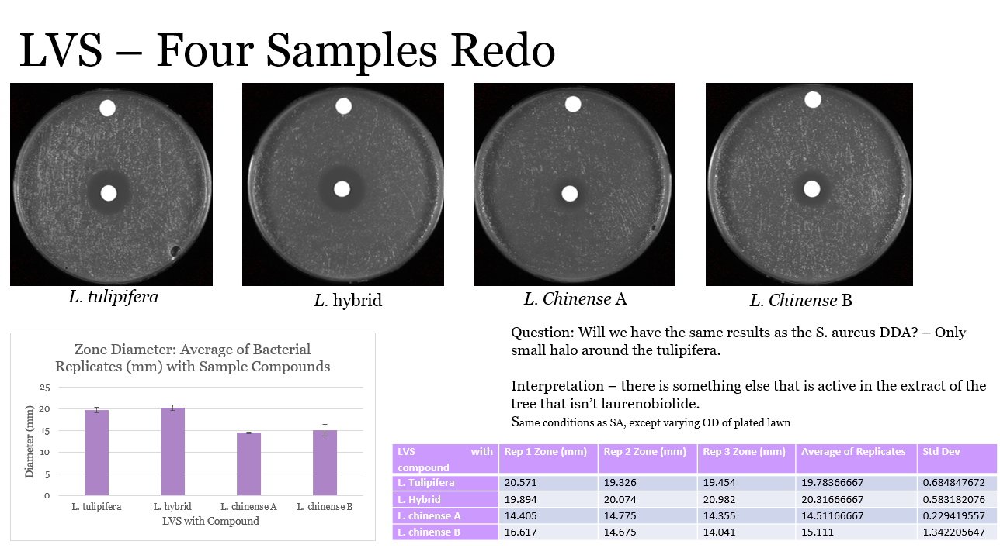 LVS – Four Samples Redo
L. tulipifera
L. hybrid
L. Chinense A
L. Chinense B
Question: Will we have the same results as the S. aureus DDA? – Only
small halo around the tulipifera.
Interpretation – there is something else that is active in the extract of the
tree that isn’t laurenobiolide.
Same conditions as SA, except varying OD of plated lawn
Zone Diameter: Average of Bacterial
Replicates (mm) with Sample Compounds
Diameter (mm)
25
20
15
10
5
0
L. tulipifera L. hybrid L. chinense A L. chinense B
LVS with Compound
LVS with compound Rep 1 Zone (mm) Rep 2 Zone (mm) Rep 3 Zone (mm) Average of Replicates Std Dev
L. Tulipifera 20.571 19.326 19.454 19.78366667 0.684847672
L. Hybrid 19.894 20.074 20.982 20.31666667 0.583182076
L. chinense A 14.405 14.775 14.355 14.51166667 0.229419557
L. chinense B 16.617 14.675 14.041 15.111 1.342205647